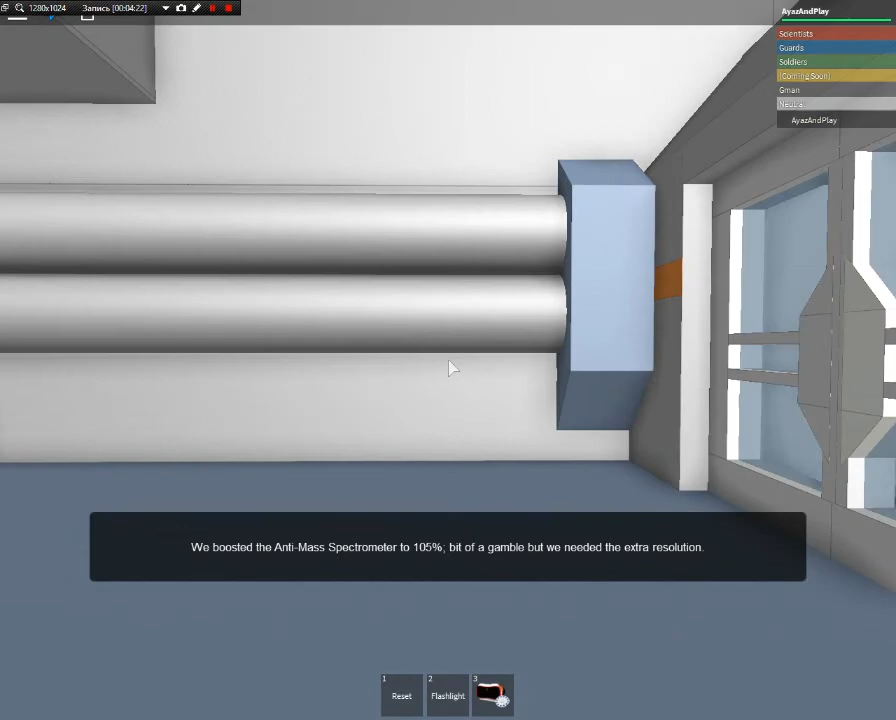 1280x1024 Запись [00:04:22]
AyazAndPlay
Scientists
Guards
Soldiers
(Coming Soon)
Gman
Neutral
AyazAndPlay
We boosted the Anti-Mass Spectrometer to 105%; bit of a gamble but we needed the extra resolution.
1 2 3
Reset Flashlight